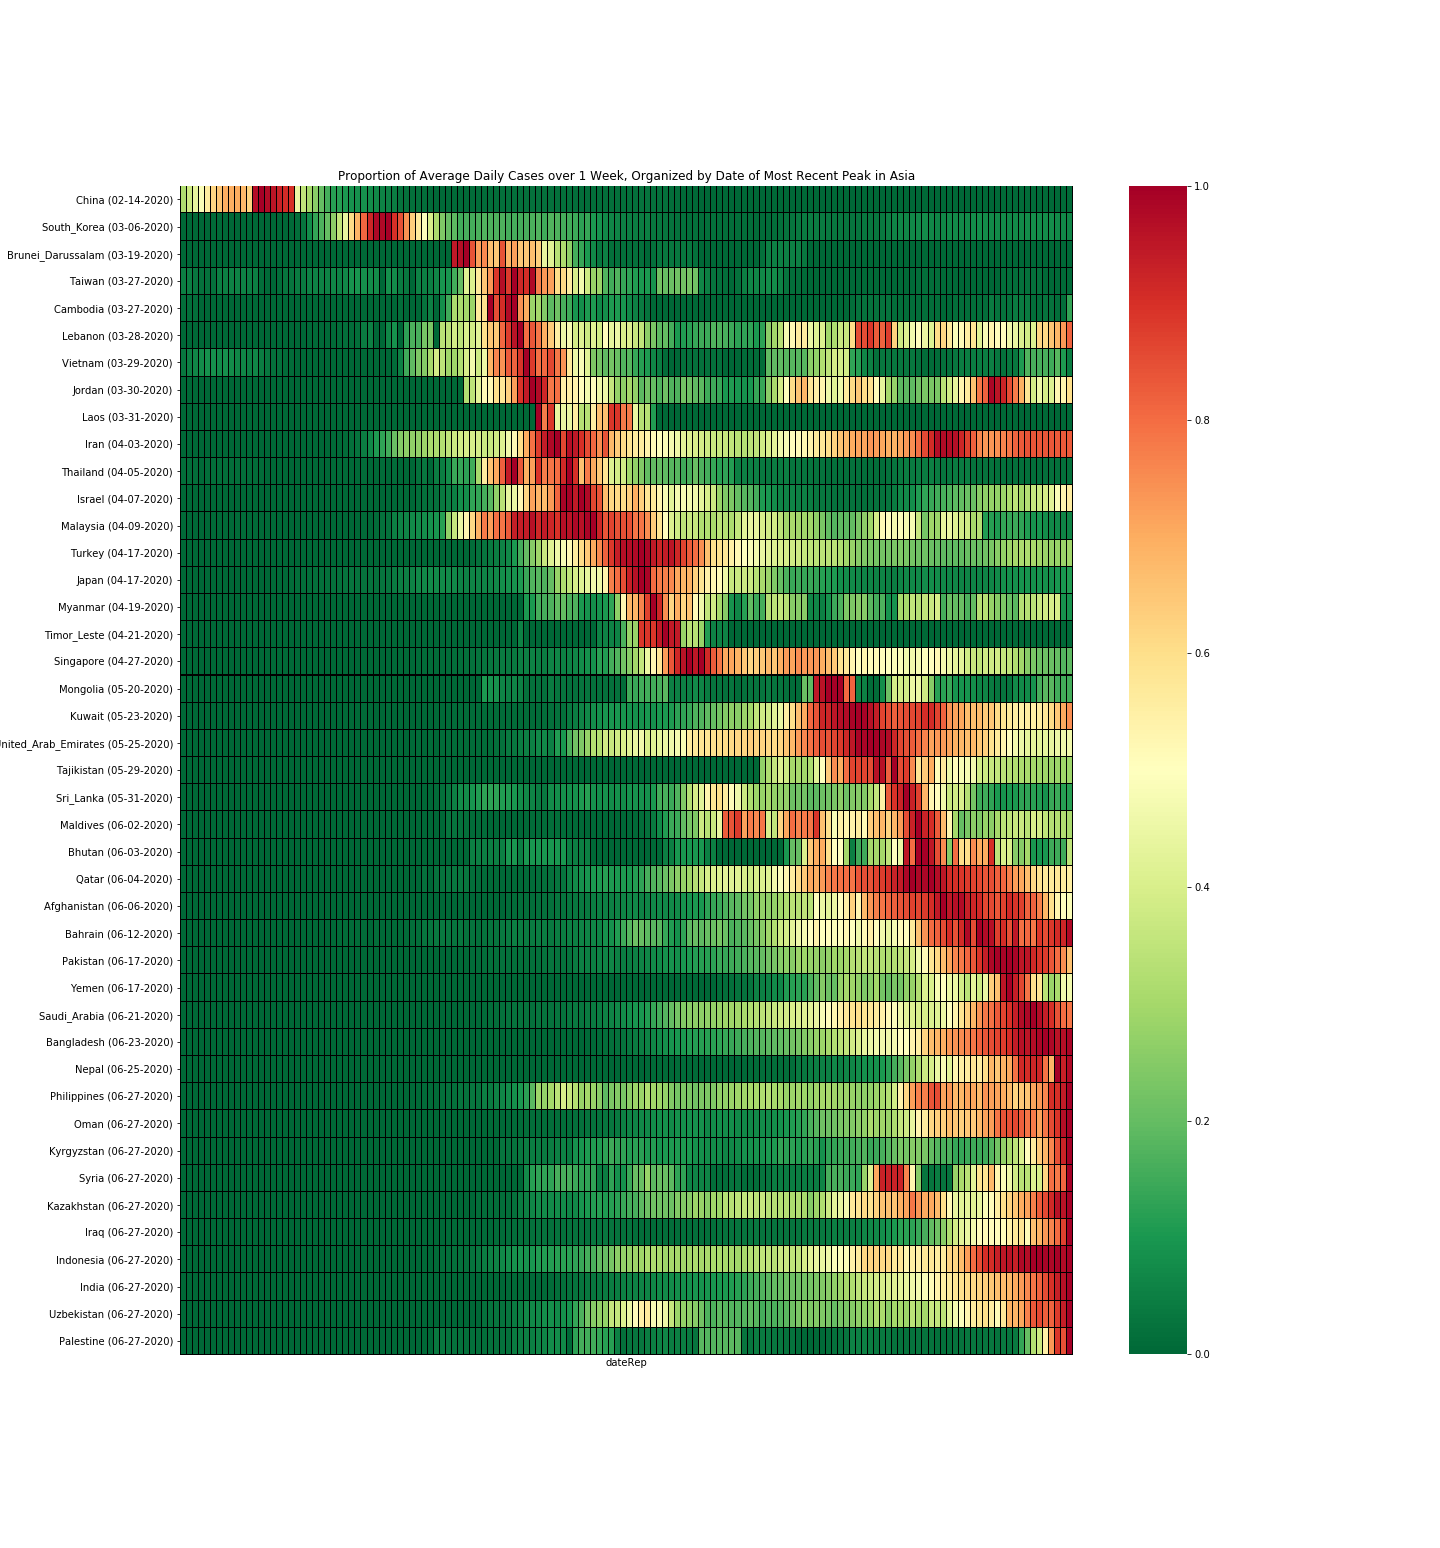 Proportion of Average Daily Cases over 1 Week, Organized by Date of Most Recent Peak in Asia
China (02-14-2020)
South_Korea (03-06-2020)
Brunei_Darussalam (03-19-2020)
Taiwan (03-27-2020)
Cambodia (03-27-2020)
Lebanon (03-28-2020)
Vietnam (03-29-2020)
Jordan (03-30-2020)
Laos (03-31-2020)
Iran (04-03-2020)
Thailand (04-05-2020)
Israel (04-07-2020)
Malaysia (04-09-2020)
Turkey (04-17-2020)
Japan (04-17-2020)
Myanmar (04-19-2020)
Timor_Leste (04-21-2020)
Singapore (04-27-2020)
Mongolia (05-20-2020)
Kuwait (05-23-2020)
nited_Arab_Emirates (05-25-2020)
Tajikistan (05-29-2020)
Sri_Lanka (05-31-2020)
Maldives (06-02-2020)
Bhutan (06-03-2020)
Qatar (06-04-2020)
Afghanistan (06-06-2020)
Bahrain (06-12-2020)
Pakistan (06-17-2020)
Yemen (06-17-2020)
Saudi_Arabia (06-21-2020)
Bangladesh (06-23-2020)
Nepal (06-25-2020)
Philippines (06-27-2020)
Oman (06-27-2020)
Kyrgyzstan (06-27-2020)
Syria (06-27-2020)
Kazakhstan (06-27-2020)
Iraq (06-27-2020)
Indonesia (06-27-2020)
India (06-27-2020)
Uzbekistan (06-27-2020)
Palestine (06-27-2020)
dateRep
1.0
0.8
0.6
0.4
0.2
0.0